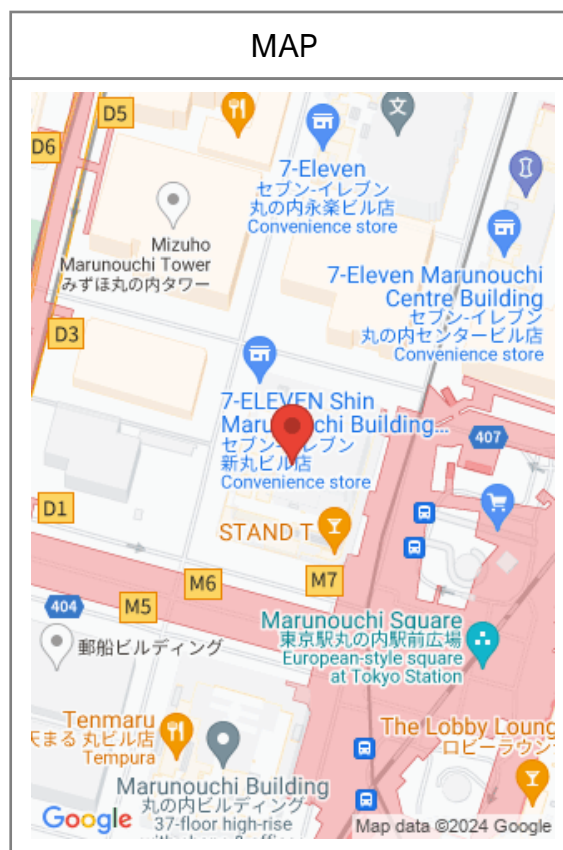 MAP
D5
D6
文
7-Eleven
セブン-イレブン
丸の内永楽ビル店
Convenience store
Mizuho
Marunouchi Tower
みずほ丸の内タワー
7-Eleven Marunouchi
Centre Building
セブン-イレブン
丸の内センタービル店
Convenience store
D3
7-ELEVEN Shin
Building...
セブン-イレブン
新丸ビル店
Convenience store
407
D1
STAND T
M6
M7
M5
404
Marunouchi Square
東京駅丸の内駅前広場
European-style square
at Tokyo Station
郵船ビルディング
Tenmaru
天まる 丸ビル店
Tempura
The Lobby Loung
ロビーラウン
Marunouchi Building
丸の内ビルディング
37-floor high-rise
Google
Map data ©2024 Google